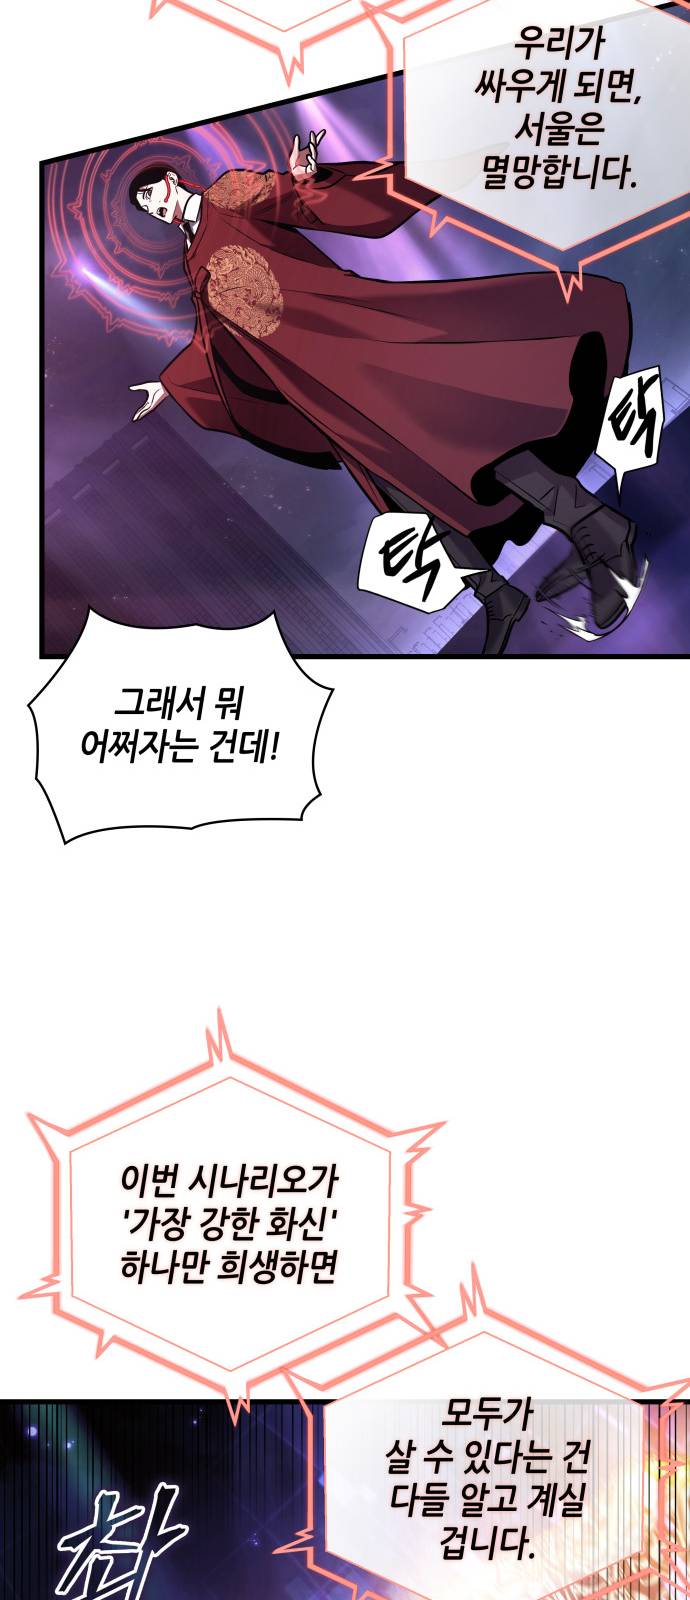 우리가
싸우게 되면,
서울은
멸망합니다.
탁
탁
그래서 뭐
어쩌자는 건데!
이번 시나리오가
'가장 강한 화신'
하나만 희생하면
모두가
살 수 있다는 건
다들 알고 계실
겁니다.